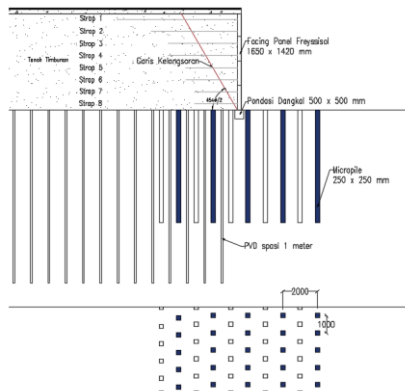 Strap 1
Strap 2
Strap 3
Strap 4
Strap 5
Strap 6
Strap 7
Strap 8
Tanah Timbunan
Garis Kelongsoran
Facing Panel Freyssisol
1650 x 1420 mm
Pondasi Dangkal 500 x 500 mm
Micropile
250 x 250 mm
PVD spasi 1 meter
2000
1000